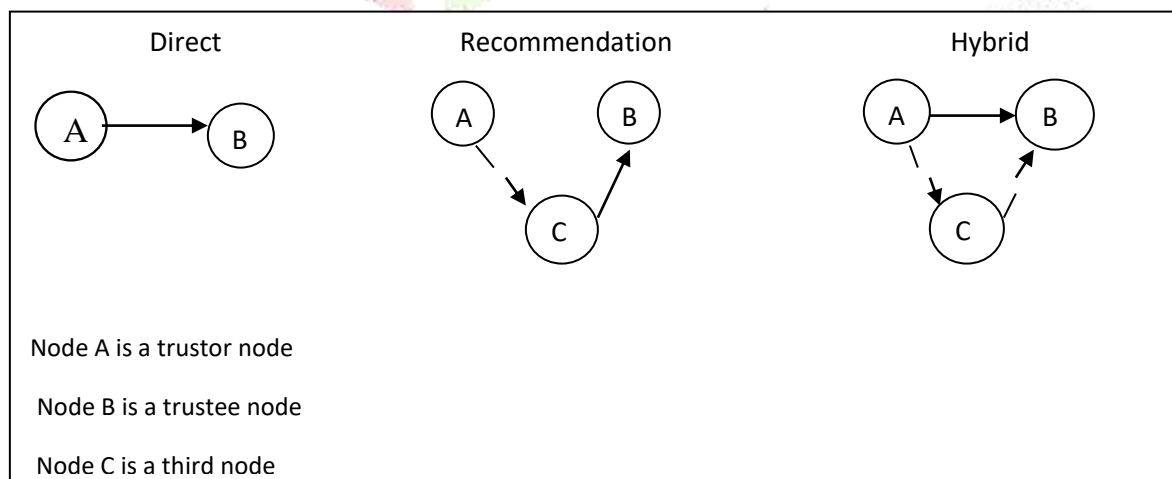 Direct Recommendation Hybrid
A B A B A B
C C
Node A is a trustor node
Node B is a trustee node
Node C is a third node